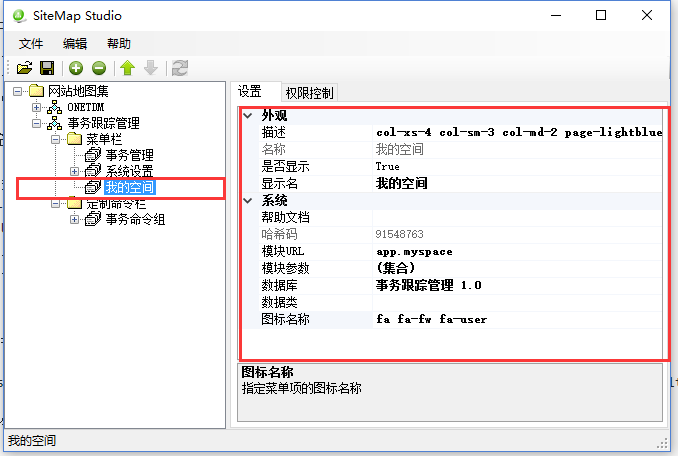 SiteMap Studio
文件 编辑 帮助
网站地图集
ONETDM
事务跟踪管理
菜单栏
事务管理
系统设置
我的空间
定制命令栏
事务命令组
设置 权限控制
外观
描述 col-xs-4 col-sm-3 col-md-2 page-lightblue
名称 我的空间
是否显示 True
显示名 我的空间
系统
帮助文档
哈希码 91548763
模块URL app.myspace
模块参数 (集合)
数据库 事务跟踪管理 1.0
数据类
图标名称 fa fa-fw fa-user
图标名称
指定菜单项的图标名称
我的空间